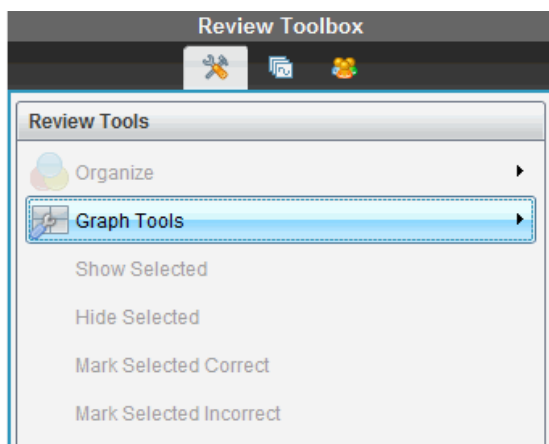 Review Toolbox
Review Tools
Organize
Graph Tools
Show Selected
Hide Selected
Mark Selected Correct
Mark Selected Incorrect